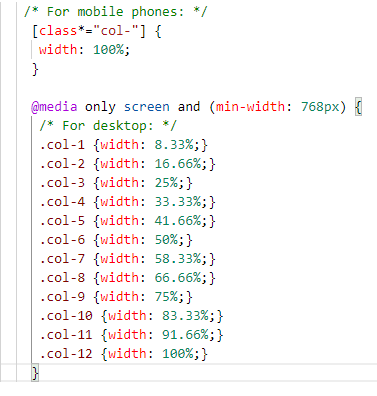 /* For mobile phones: */
[class*="col-"] {
width: 100%;
}
@media only screen and (min-width: 768px) {
/* For desktop: */
.col-1 {width: 8.33%;}
.col-2 {width: 16.66%;}
.col-3 {width: 25%;}
.col-4 {width: 33.33%;}
.col-5 {width: 41.66%;}
.col-6 {width: 50%;}
.col-7 {width: 58.33%;}
.col-8 {width: 66.66%;}
.col-9 {width: 75%;}
.col-10 {width: 83.33%;}
.col-11 {width: 91.66%;}
.col-12 {width: 100%;}
}